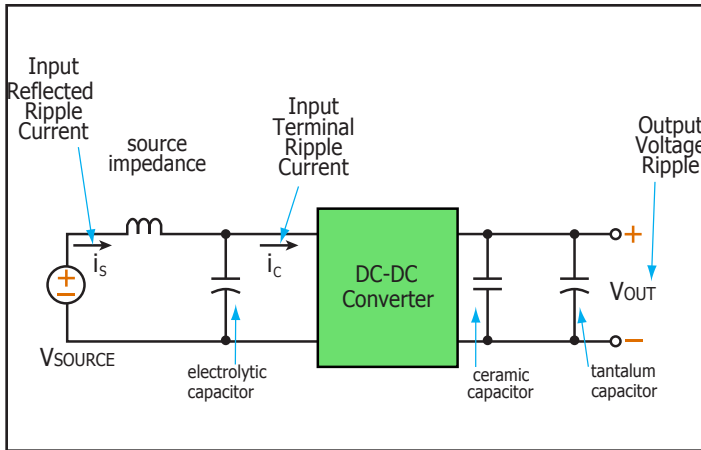 Input
Reflected
Ripple
Current
source
impedance
Input
Terminal
Ripple
Current
Output
Voltage
Ripple
iS
iC
DC-DC
Converter
+
−
+
−
VSOURCE
VOUT
electrolytic
capacitor
ceramic
capacitor
tantalum
capacitor